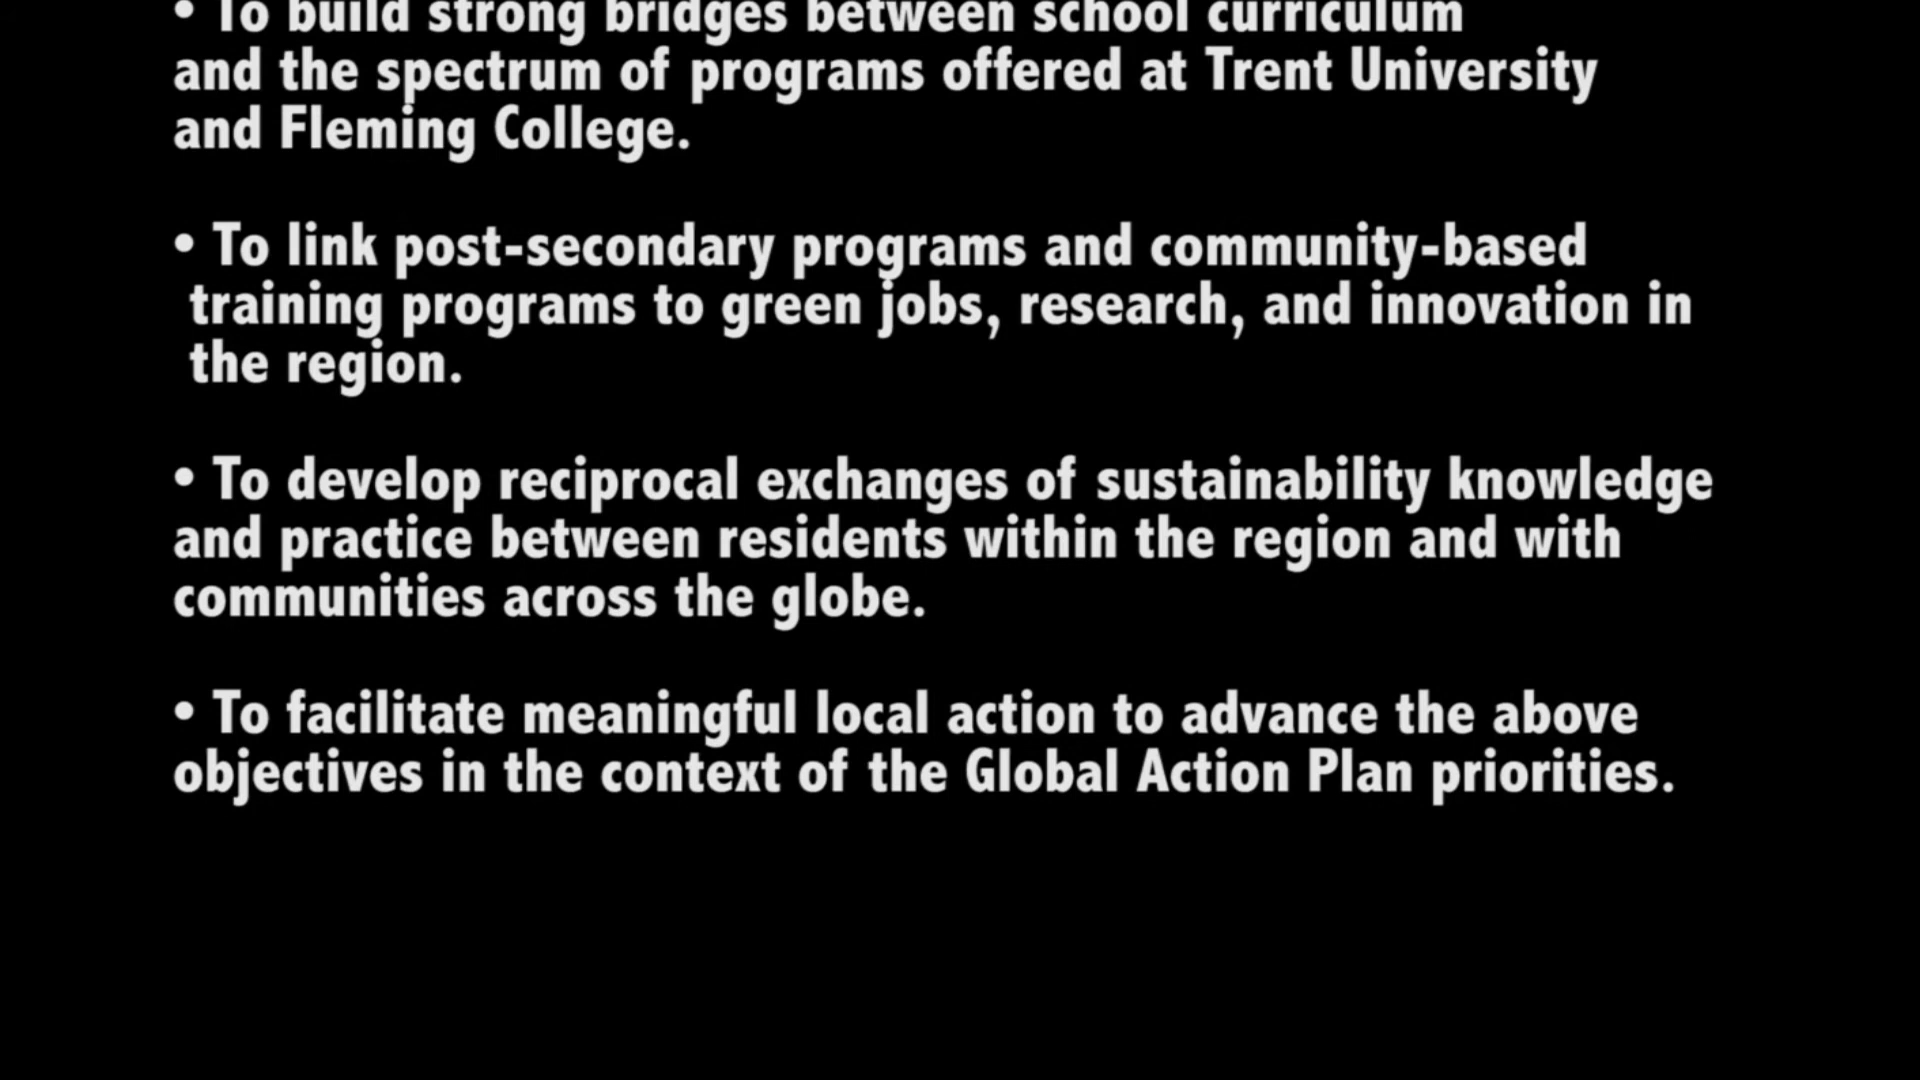 • To build strong bridges between school curriculum
and the spectrum of programs offered at Trent University
and Fleming College.
• To link post-secondary programs and community-based
training programs to green jobs, research, and innovation in
the region.
• To develop reciprocal exchanges of sustainability knowledge
and practice between residents within the region and with
communities across the globe.
• To facilitate meaningful local action to advance the above
objectives in the context of the Global Action Plan priorities.